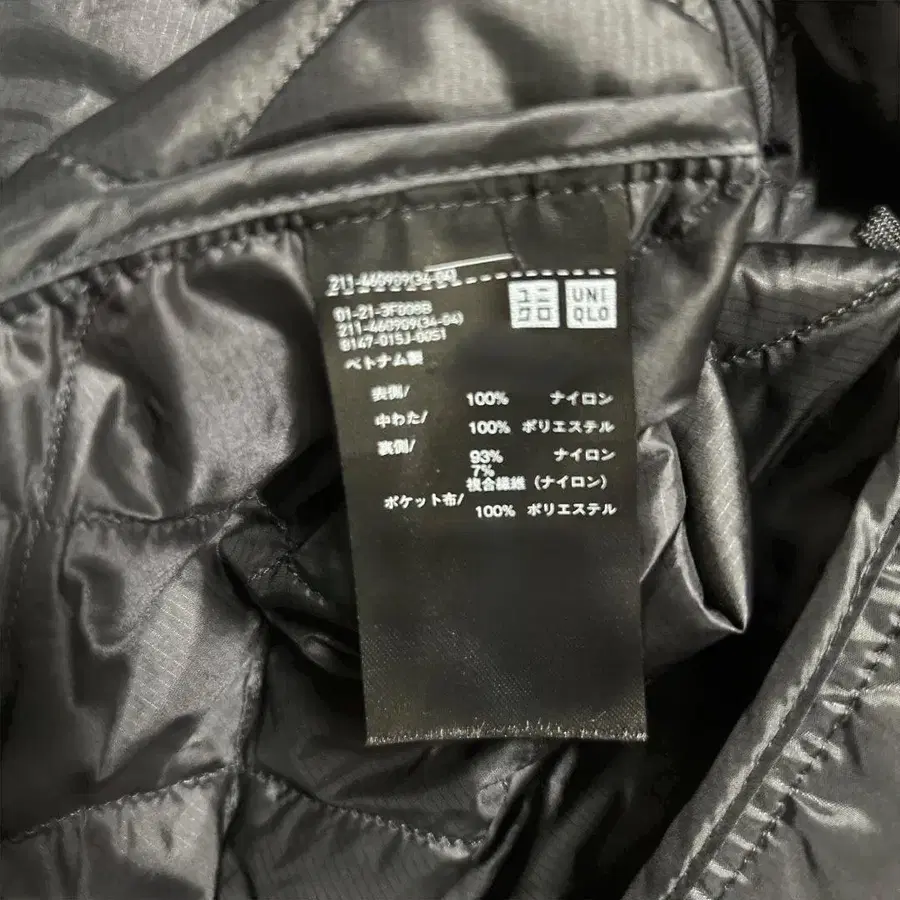 211-460909(34-04)
ユニ
クロ
UNI
QLO
01-21-3F008B
211-460909(34-04)
8147-015J-0051
ベトナム製
表側/ 100% ナイロン
中わた/ 100% ポリエステル
裏側/ 93% ナイロン
7%
複合繊維 (ナイロン)
ポケット布/ 100% ポリエステル